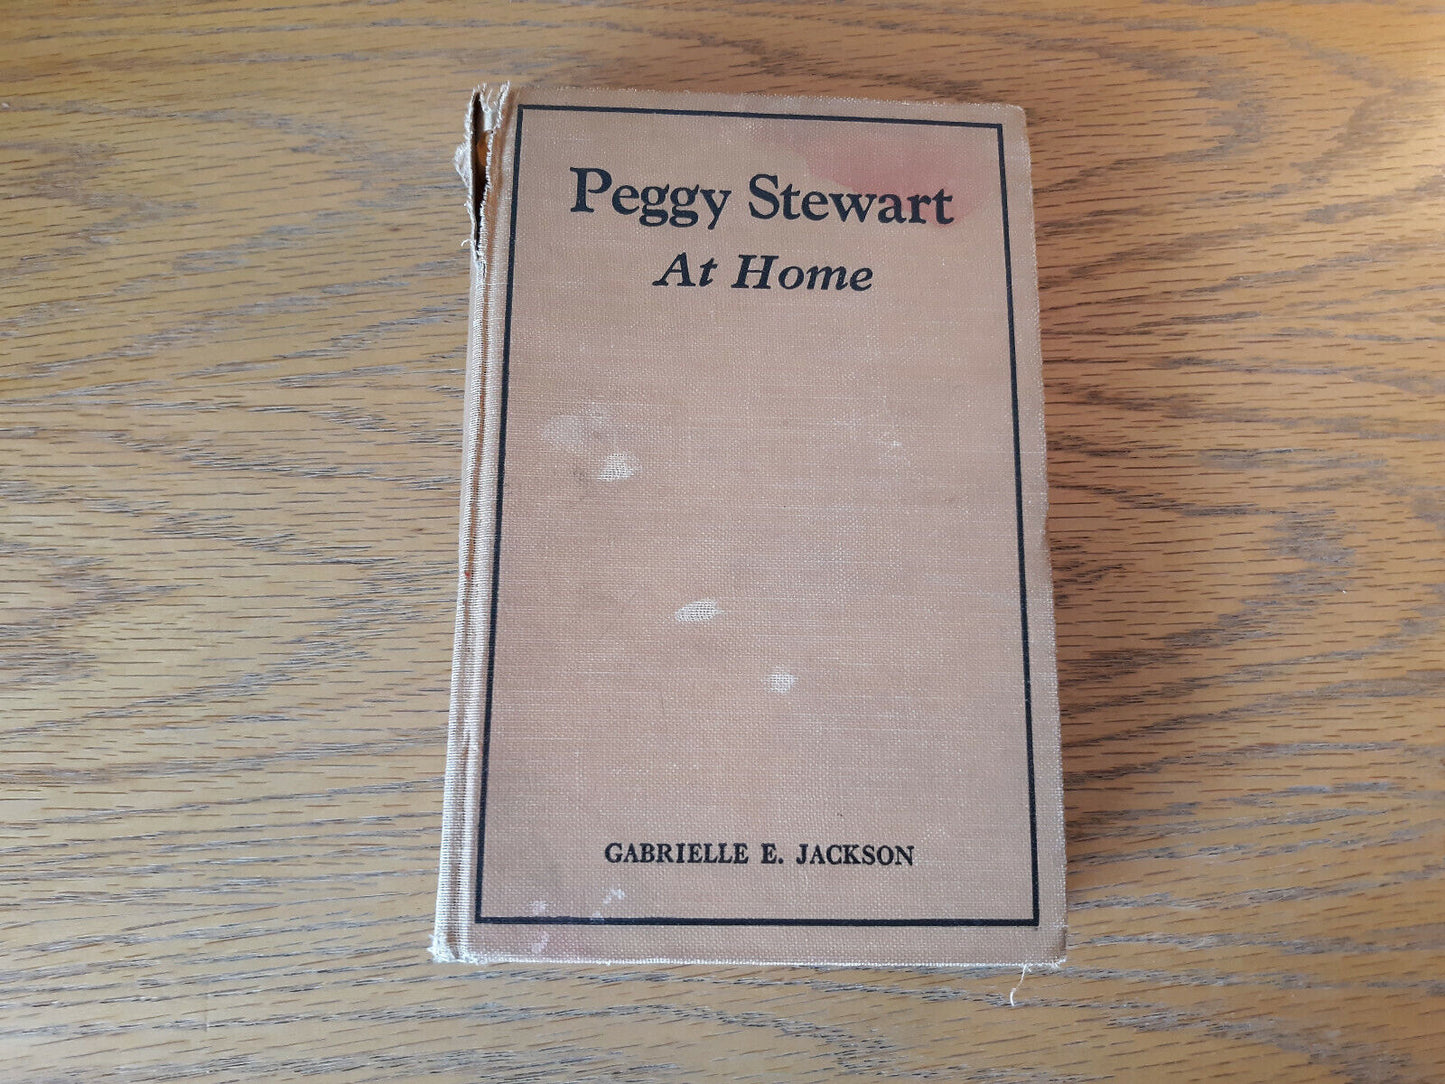 Peggy Stewart
At Home
GABRIELLE E. JACKSON